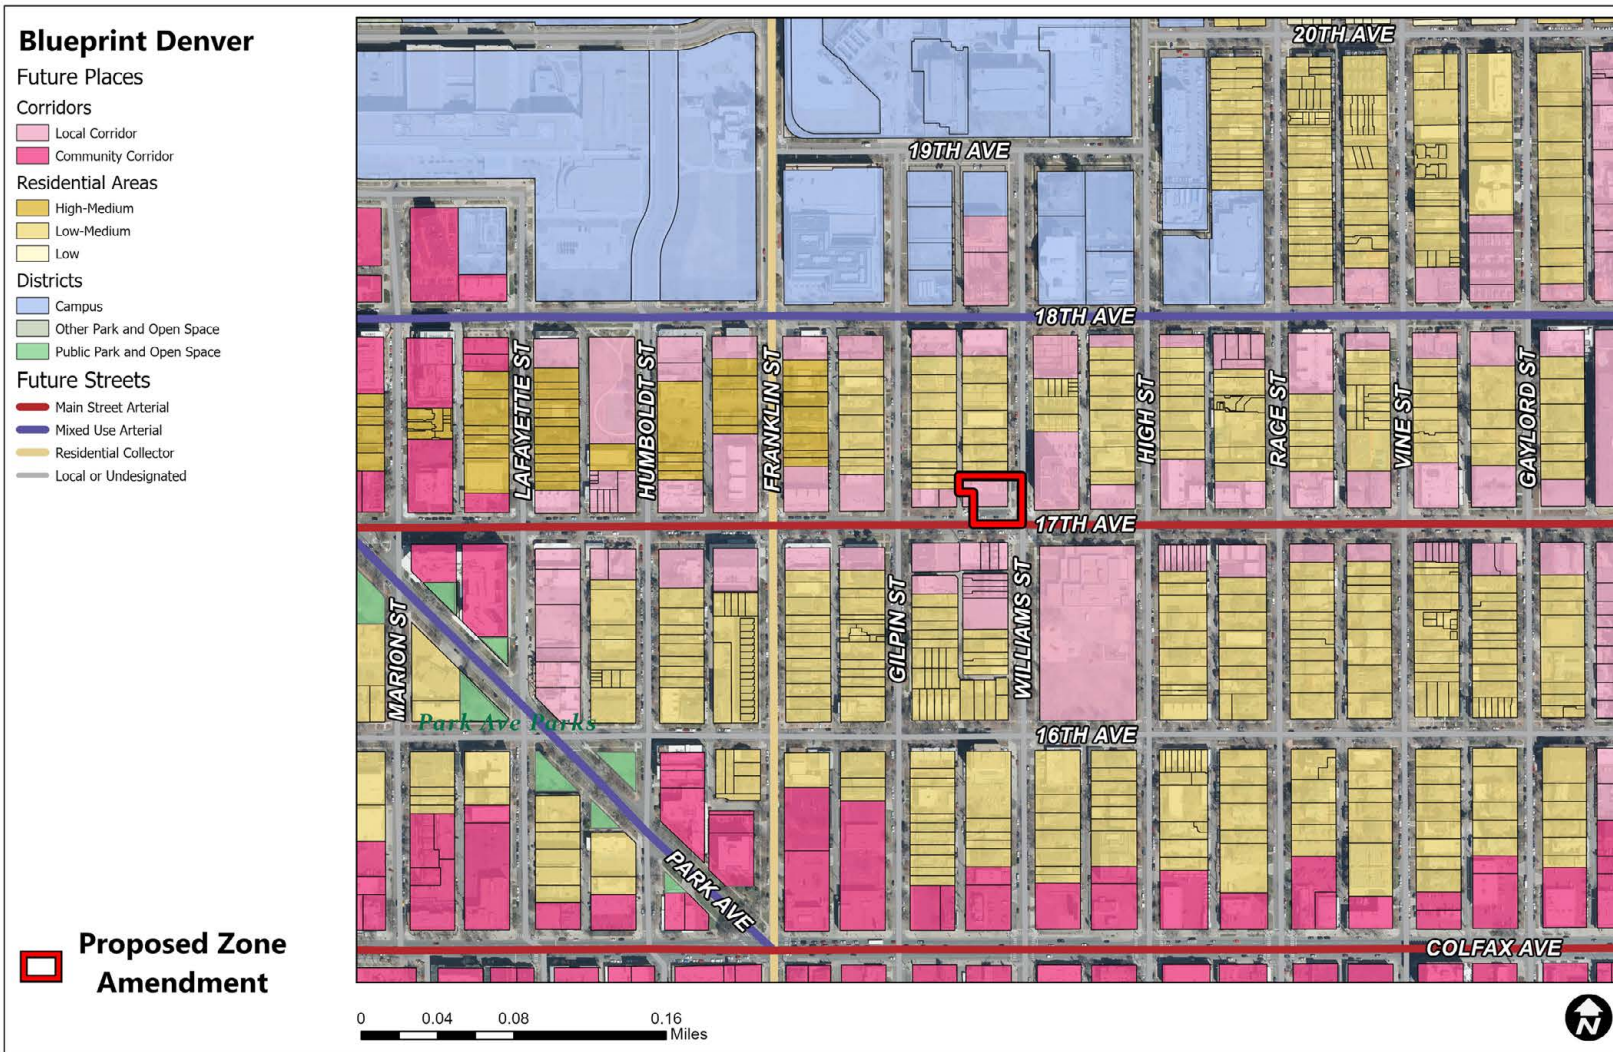 Blueprint Denver
Future Places
Corridors
Local Corridor
Community Corridor
Residential Areas
High-Medium
Low-Medium
Low
Districts
Campus
Other Park and Open Space
Public Park and Open Space
Future Streets
Main Street Arterial
Mixed Use Arterial
Residential Collector
Local or Undesignated
Proposed Zone
Amendment
20TH AVE
19TH AVE
18TH AVE
LAFAYETTE ST
HUMBOLDT ST
FRANKLIN ST
HIGH ST
RACE ST
VINE ST
GAYLORD ST
17TH AVE
MARION ST
GILPIN ST
WILLIAMS ST
Park Ave Parks
16TH AVE
PARK AVE
COLFAX AVE
0 0.04 0.08 0.16
Miles
N